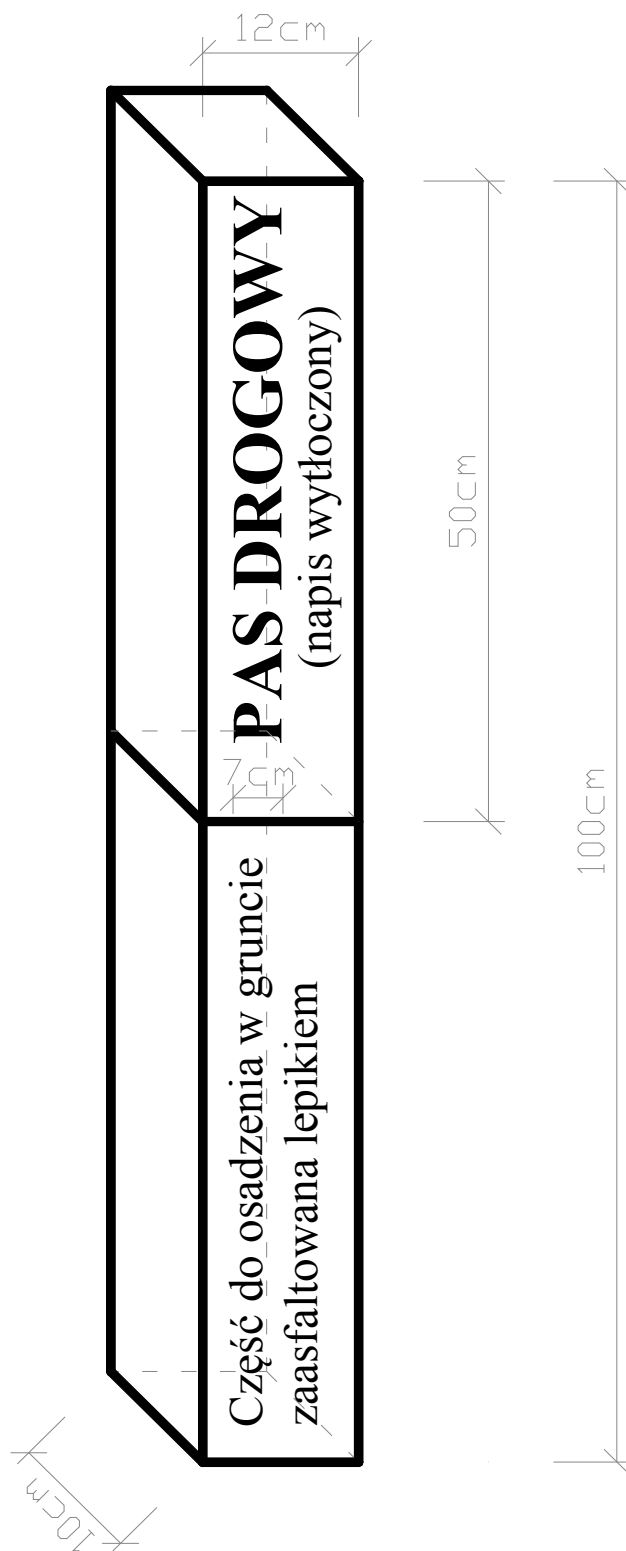 12cm
PAS DROGOWY
(napis wytłoczony)
50cm
7cm
100cm
Część do osadzenia w gruncie
zaasfaltowana lepikiem
10cm